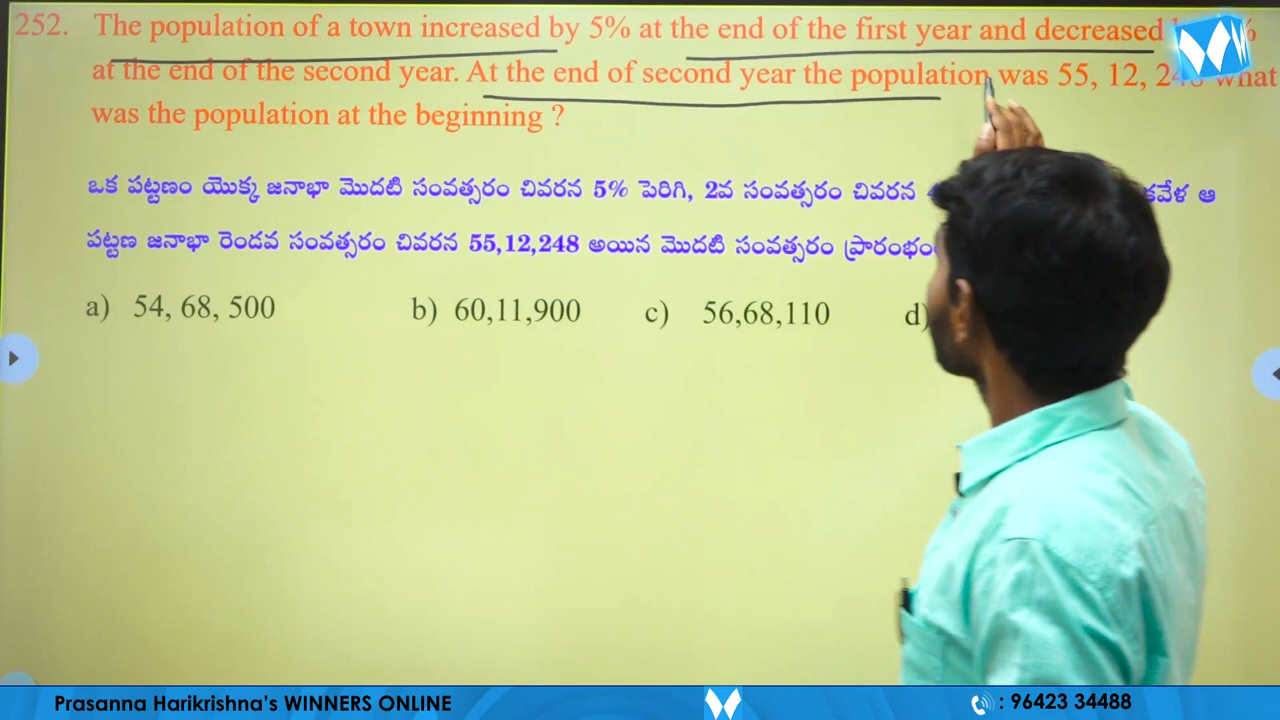 252. The population of a town increased by 5% at the end of the first year and decreased %
at the end of the second year. At the end of second year the population was 55, 12, 248 what
was the population at the beginning ?
ఒక పట్టణం యొక్క జనాభా మొదటి సంవత్సరం చివరన 5% పెరిగి, 2వ సంవత్సరం చివరన 4 ఆ
పట్టణ జనాభా రెండవ సంవత్సరం చివరన 55,12,248 అయిన మొదటి సంవత్సరం
a) 54, 68, 500 b) 60,11,900 c) 56,68,110 d)
Prasanna Harikrishna's WINNERS ONLINE : 96423 34488